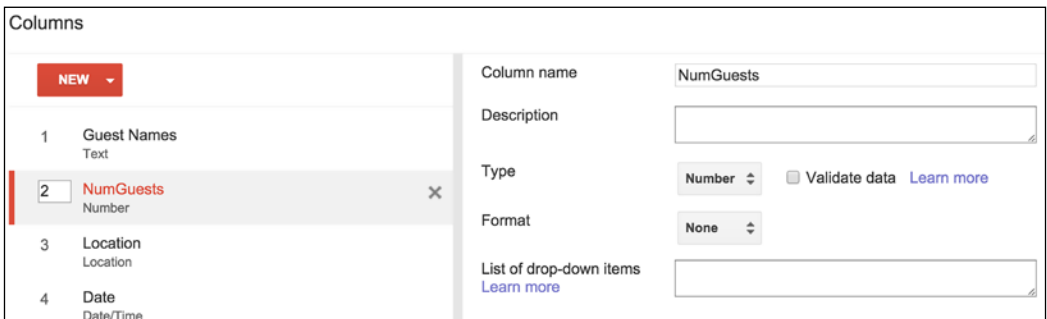 Columns
NEW
1 Guest Names
Text
2 NumGuests
Number
3 Location
Location
4 Date
Date/Time
Column name NumGuests
Description
Type Number Validate data Learn more
Format None
List of drop-down items
Learn more